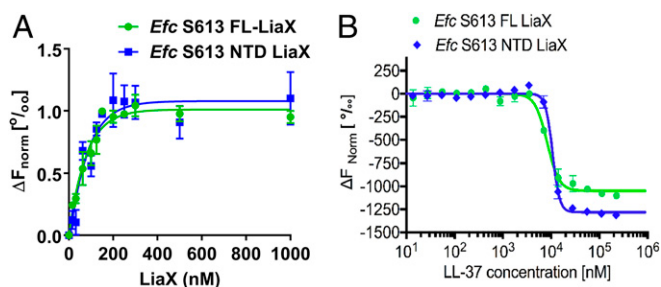 A
Efc S613 FL-LiaX
Efc S613 NTD LiaX
ΔFnorm [°/oo]
1.5
1.0
0.5
0.0
0 200 400 600 800 1000
LiaX (nM)
B
Efc S613 FL LiaX
Efc S613 NTD LiaX
ΔF Norm [ °/oo]
0
-250
-500
-750
-1000
-1250
-1500
10¹ 10² 10³ 10⁴ 10⁵ 10⁶
LL-37 concentration [nM]